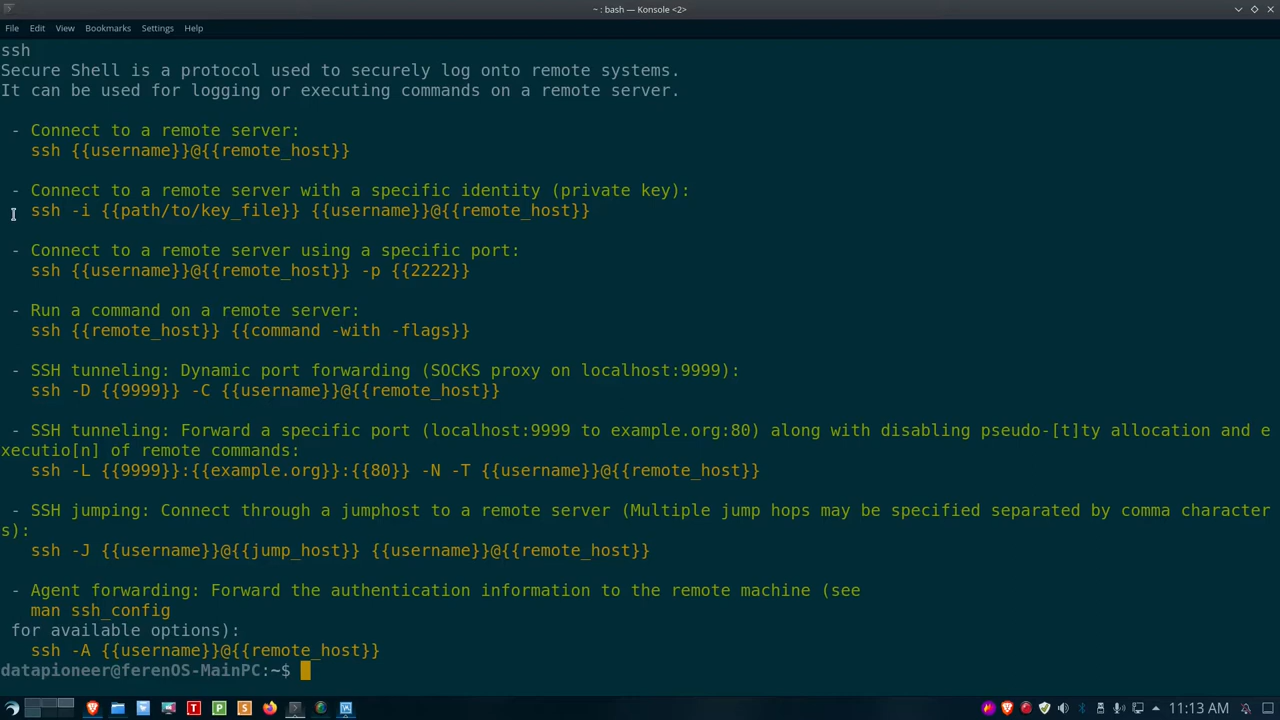 ~ : bash — Konsole <2>
File Edit View Bookmarks Settings Help
ssh
Secure Shell is a protocol used to securely log onto remote systems.
It can be used for logging or executing commands on a remote server.
- Connect to a remote server:
ssh {{username}}@{{remote_host}}
- Connect to a remote server with a specific identity (private key):
ssh -i {{path/to/key_file}} {{username}}@{{remote_host}}
- Connect to a remote server using a specific port:
ssh {{username}}@{{remote_host}} -p {{2222}}
- Run a command on a remote server:
ssh {{remote_host}} {{command -with -flags}}
- SSH tunneling: Dynamic port forwarding (SOCKS proxy on localhost:9999):
ssh -D {{9999}} -C {{username}}@{{remote_host}}
- SSH tunneling: Forward a specific port (localhost:9999 to example.org:80) along with disabling pseudo-[t]ty allocation and e
xecutio[n] of remote commands:
ssh -L {{9999}}:{{example.org}}:{{80}} -N -T {{username}}@{{remote_host}}
- SSH jumping: Connect through a jumphost to a remote server (Multiple jump hops may be specified separated by comma character
s):
ssh -J {{username}}@{{jump_host}} {{username}}@{{remote_host}}
- Agent forwarding: Forward the authentication information to the remote machine (see
man ssh_config
for available options):
ssh -A {{username}}@{{remote_host}}
datapioneer@ferenOS-MainPC:~$
T P S 11:13 AM